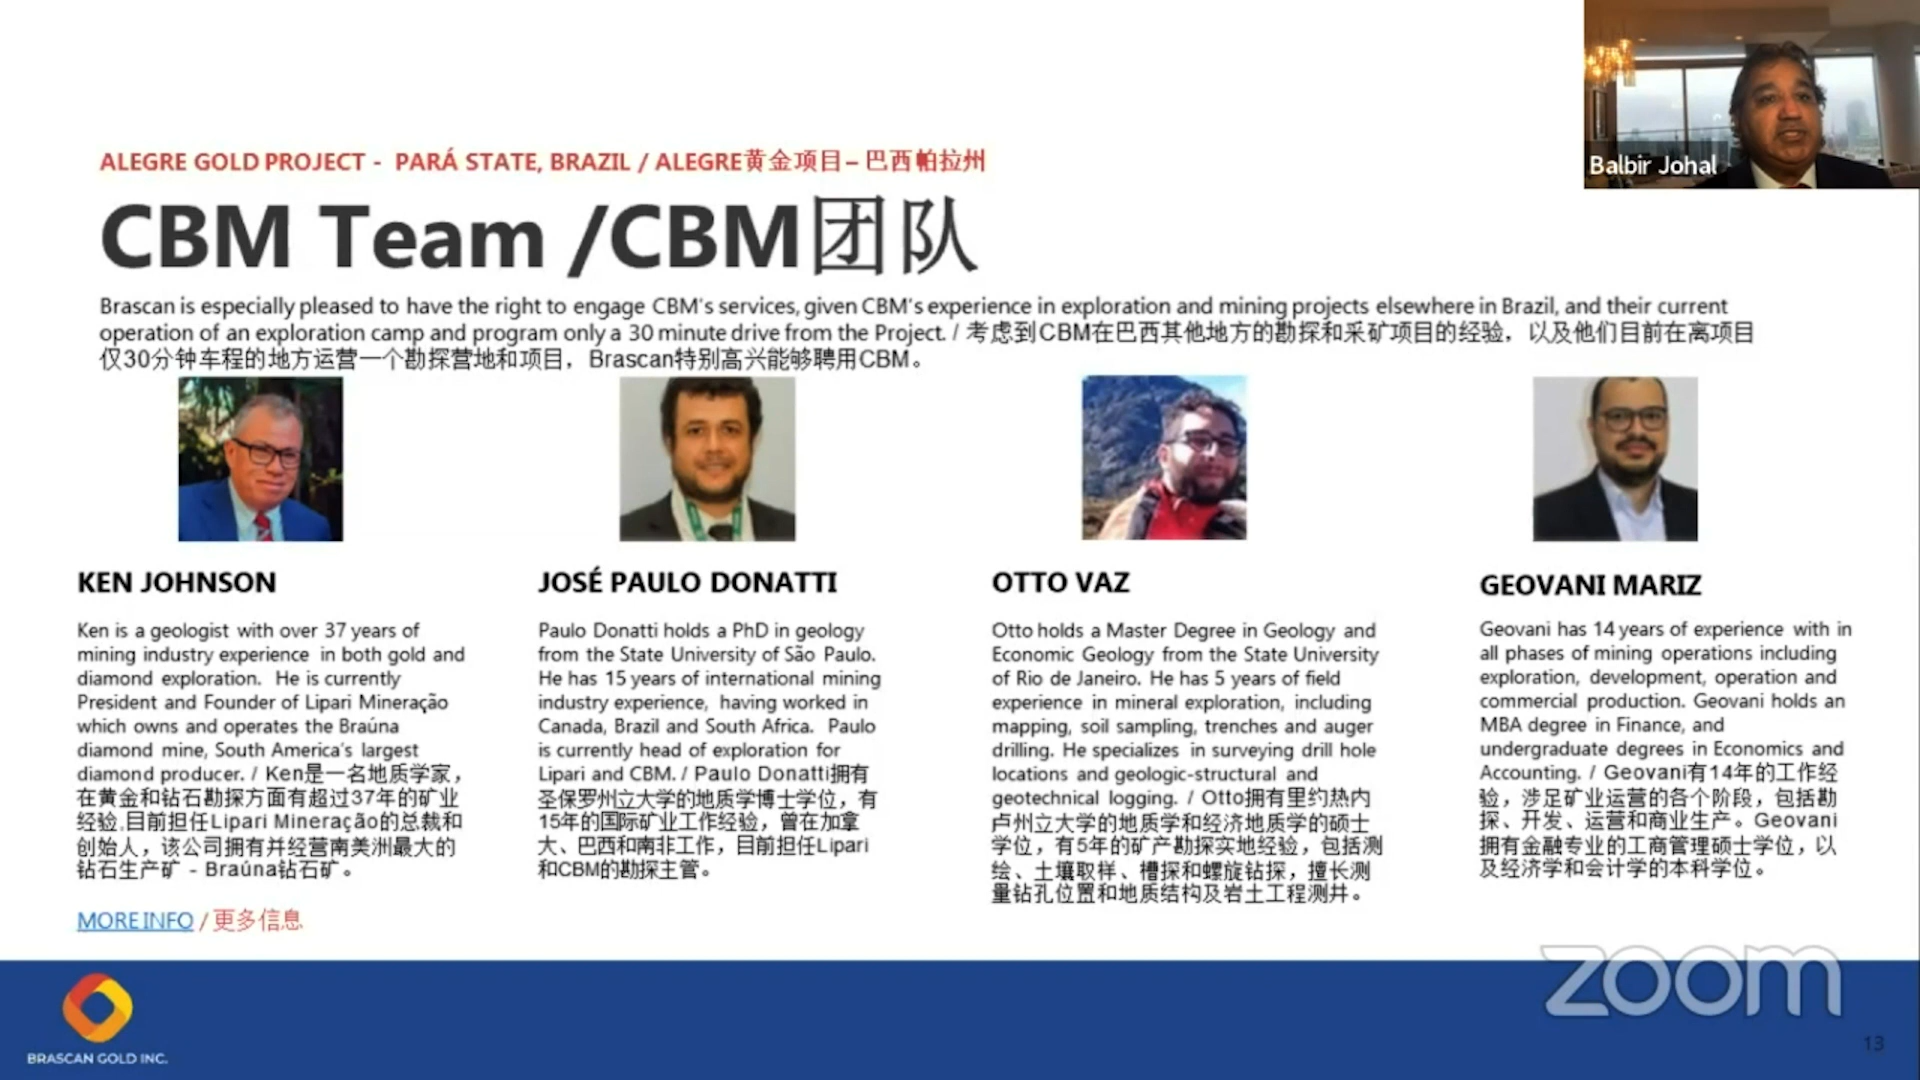 Balbir Johal
ALEGRE GOLD PROJECT - PARÁ STATE, BRAZIL / ALEGRE黄金项目– 巴西帕拉州
CBM Team /CBM团队
Brascan is especially pleased to have the right to engage CBM's services, given CBM's experience in exploration and mining projects elsewhere in Brazil, and their current
operation of an exploration camp and program only a 30 minute drive from the Project. / 考虑到CBM在巴西其他地方的勘探和采矿项目的经验，以及他们目前在离项目
仅30分钟车程的地方运营一个勘探营地和项目，Brascan特别高兴能够聘用CBM。
KEN JOHNSON
Ken is a geologist with over 37 years of
mining industry experience in both gold and
diamond exploration. He is currently
President and Founder of Lipari Mineração
which owns and operates the Braúna
diamond mine, South America's largest
diamond producer. / Ken是一名地质学家，
在黄金和钻石勘探方面有超过37年的矿业
经验.目前担任Lipari Mineração的总裁和
创始人，该公司拥有并经营南美洲最大的
钻石生产矿 - Braúna钻石矿。
MORE INFO / 更多信息
JOSÉ PAULO DONATTI
Paulo Donatti holds a PhD in geology
from the State University of São Paulo.
He has 15 years of international mining
industry experience, having worked in
Canada, Brazil and South Africa. Paulo
is currently head of exploration for
Lipari and CBM. / Paulo Donatti拥有
圣保罗州立大学的地质学博士学位，有
15年的国际矿业工作经验，曾在加拿
大、巴西和南非工作，目前担任Lipari
和CBM的勘探主管。
OTTO VAZ
Otto holds a Master Degree in Geology and
Economic Geology from the State University
of Rio de Janeiro. He has 5 years of field
experience in mineral exploration, including
mapping, soil sampling, trenches and auger
drilling. He specializes in surveying drill hole
locations and geologic-structural and
geotechnical logging. / Otto拥有里约热内
卢州立大学的地质学和经济地质学的硕士
学位，有5年的矿产勘探实地经验，包括测
绘、土壤取样、槽探和螺旋钻探，擅长测
量钻孔位置和地质结构及岩土工程测井。
GEOVANI MARIZ
Geovani has 14 years of experience with in
all phases of mining operations including
exploration, development, operation and
commercial production. Geovani holds an
MBA degree in Finance, and
undergraduate degrees in Economics and
Accounting. / Geovani有14年的工作经
验，涉足矿业运营的各个阶段，包括勘
探、开发、运营和商业生产。Geovani
拥有金融专业的工商管理硕士学位，以
及经济学和会计学的本科学位。
zoom
BRASCAN GOLD INC.
13